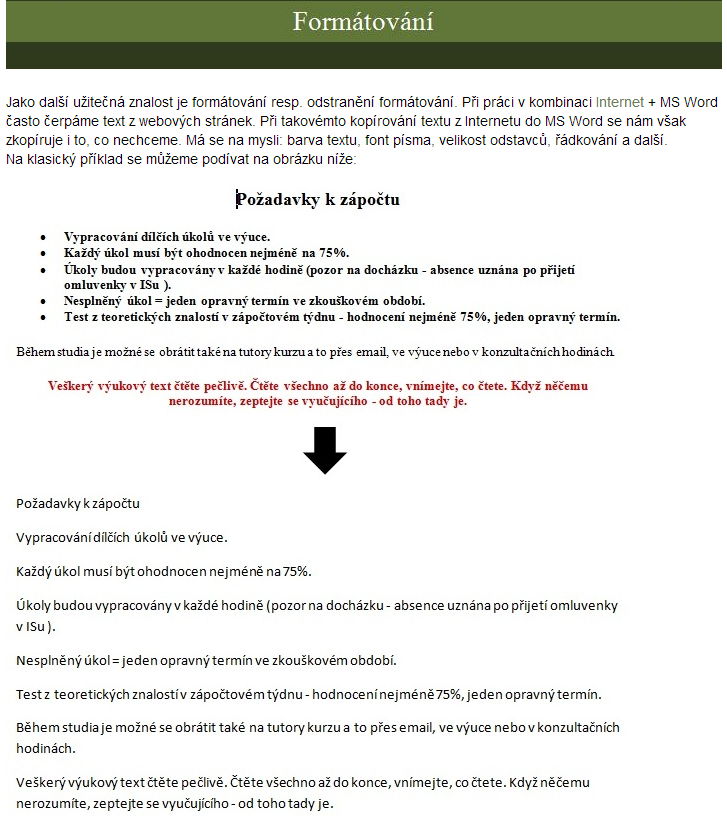 Formátování
Jako další užitečná znalost je formátování resp. odstranění formátování. Při práci v kombinaci Internet + MS Word
často čerpáme text z webových stránek. Při takovémto kopírování textu z Internetu do MS Word se nám však
zkopíruje i to, co nechceme. Má se na mysli: barva textu, font písma, velikost odstavců, řádkování a další.
Na klasický příklad se můžeme podívat na obrázku níže:
Požadavky k zápočtu
• Vypracování dílčích úkolů ve výuce.
• Každý úkol musí být ohodnocen nejméně na 75%.
• Úkoly budou vypracovány v každé hodině (pozor na docházku - absence uznána po přijetí
omluvenky v ISu ).
• Nesplněný úkol = jeden opravný termín ve zkouškovém období.
• Test z teoretických znalostí v zápočtovém týdnu - hodnocení nejméně 75%, jeden opravný termín.
Během studia je možné se obrátit také na tutory kurzu a to přes email, ve výuce nebo v konzultačních hodinách.
Veškerý výukový text čtěte pečlivě. Čtěte všechno až do konce, vnímejte, co čtete. Když něčemu
nerozumíte, zeptejte se vyučujícího - od toho tady je.
Požadavky k zápočtu
Vypracování dílčích úkolů ve výuce.
Každý úkol musí být ohodnocen nejméně na 75%.
Úkoly budou vypracovány v každé hodině (pozor na docházku - absence uznána po přijetí omluvenky
v ISu ).
Nesplněný úkol = jeden opravný termín ve zkouškovém období.
Test z teoretických znalostí v zápočtovém týdnu - hodnocení nejméně 75%, jeden opravný termín.
Během studia je možné se obrátit také na tutory kurzu a to přes email, ve výuce nebo v konzultačních
hodinách.
Veškerý výukový text čtěte pečlivě. Čtěte všechno až do konce, vnímejte, co čtete. Když něčemu
nerozumíte, zeptejte se vyučujícího - od toho tady je.